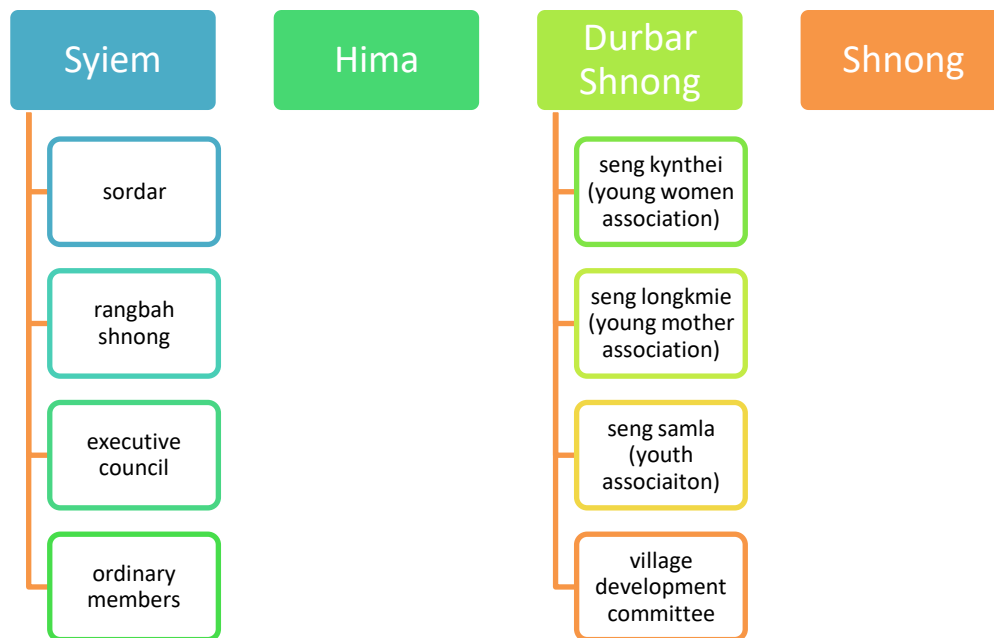 Syiem
Hima
Durbar
Shnong
Shnong
sordar
rangbah
shnong
executive
council
ordinary
members
seng kynthei
(young women
association)
seng longkmie
(young mother
association)
seng samla
(youth
associaiton)
village
development
committee